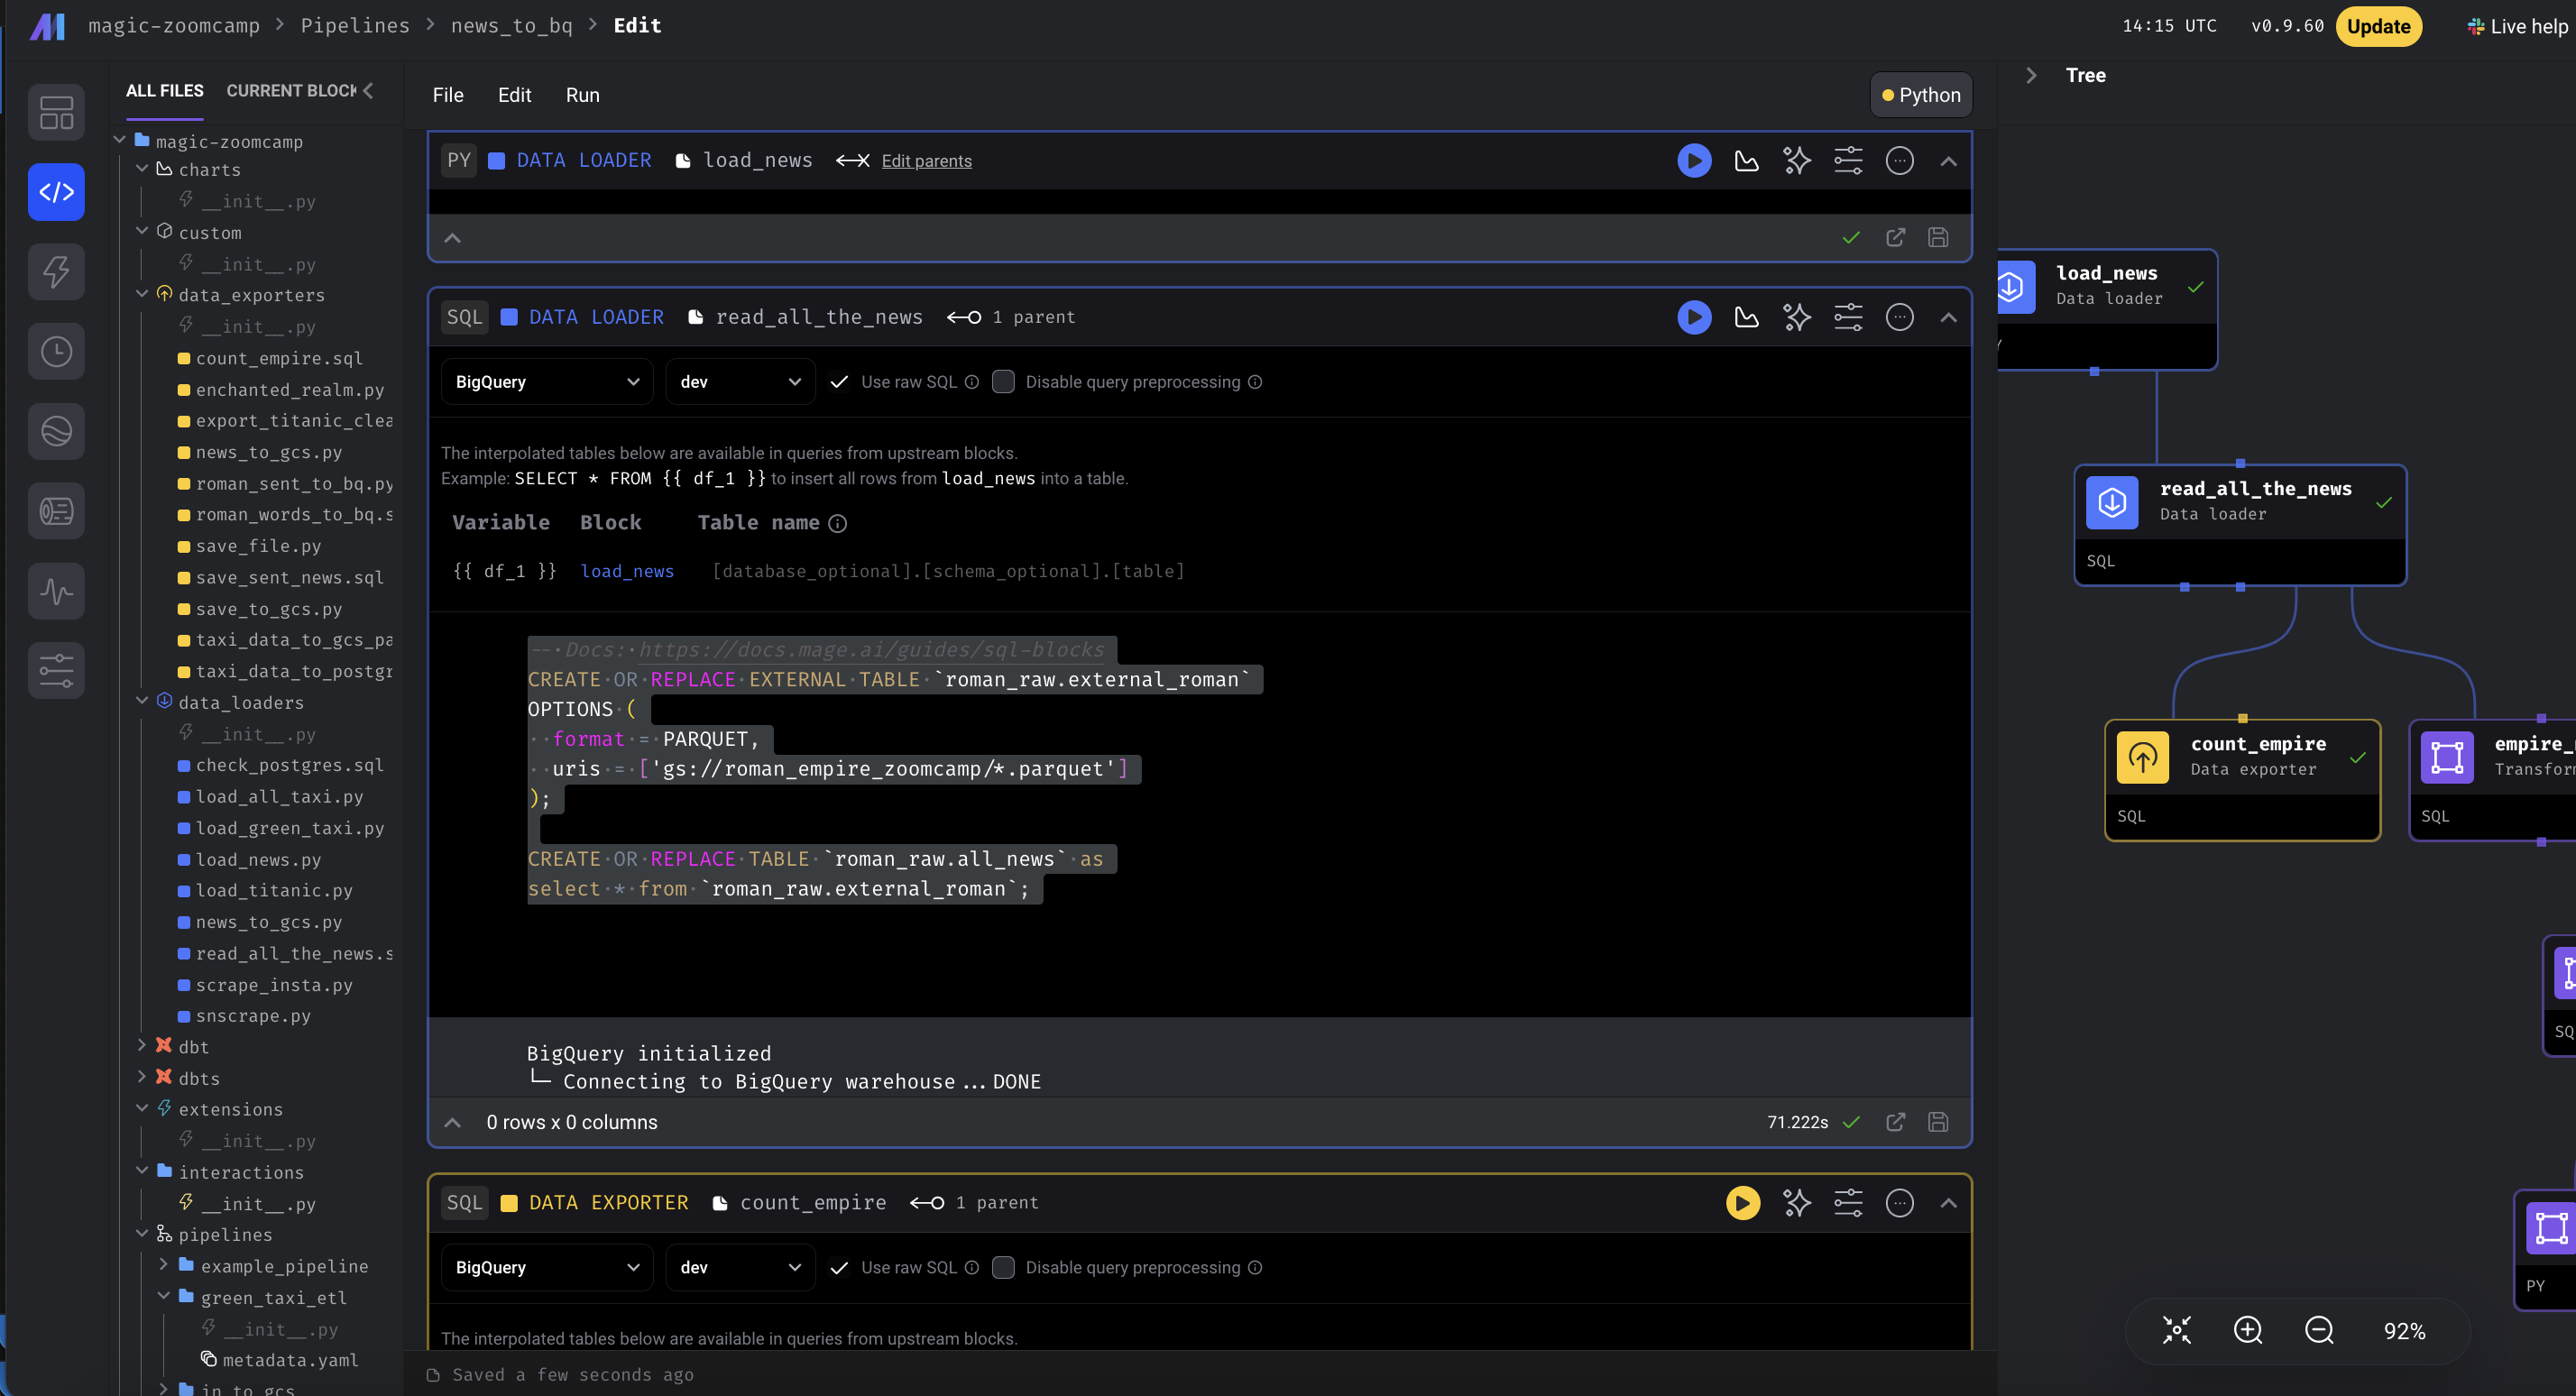 magic-zoomcamp > Pipelines > news_to_bq > Edit
14:15 UTC
v0.9.60
Update
Live help
ALL FILES
CURRENT BLOCK
magic-zoomcamp
charts
__init__.py
custom
__init__.py
data_exporters
__init__.py
count_empire.sql
enchanted_realm.py
export_titanic_clea
news_to_gcs.py
roman_sent_to_bq.py
roman_words_to_bq.s
save_file.py
save_sent_news.sql
save_to_gcs.py
taxi_data_to_gcs_pa
taxi_data_to_postgr
data_loaders
__init__.py
check_postgres.sql
load_all_taxi.py
load_green_taxi.py
load_news.py
load_titanic.py
news_to_gcs.py
read_all_the_news.s
scrape_insta.py
snscrape.py
dbt
dbts
extensions
__init__.py
interactions
__init__.py
pipelines
example_pipeline
green_taxi_etl
__init__.py
metadata.yaml
in_to_gcs
File Edit Run
Python
PY DATA LOADER load_news Edit parents
SQL DATA LOADER read_all_the_news 1 parent
BigQuery dev Use raw SQL Disable query preprocessing
The interpolated tables below are available in queries from upstream blocks.
Example: SELECT * FROM {{ df_1 }} to insert all rows from load_news into a table.
Variable Block Table name
{{ df_1 }} load_news [database_optional].[schema_optional].[table]
-- Docs: https://docs.mage.ai/guides/sql-blocks
CREATE OR REPLACE EXTERNAL TABLE `roman_raw.external_roman`
OPTIONS (
  format = PARQUET,
  uris = ['gs://roman_empire_zoomcamp/*.parquet']
);
CREATE OR REPLACE TABLE `roman_raw.all_news` as
select * from `roman_raw.external_roman`;
BigQuery initialized
└─ Connecting to BigQuery warehouse...DONE
0 rows x 0 columns
71.222s
SQL DATA EXPORTER count_empire 1 parent
BigQuery dev Use raw SQL Disable query preprocessing
The interpolated tables below are available in queries from upstream blocks.
Saved a few seconds ago
Tree
load_news
Data loader
read_all_the_news
Data loader
SQL
count_empire
Data exporter
SQL
empire_
Transfor
SQL
SQ
PY
92%